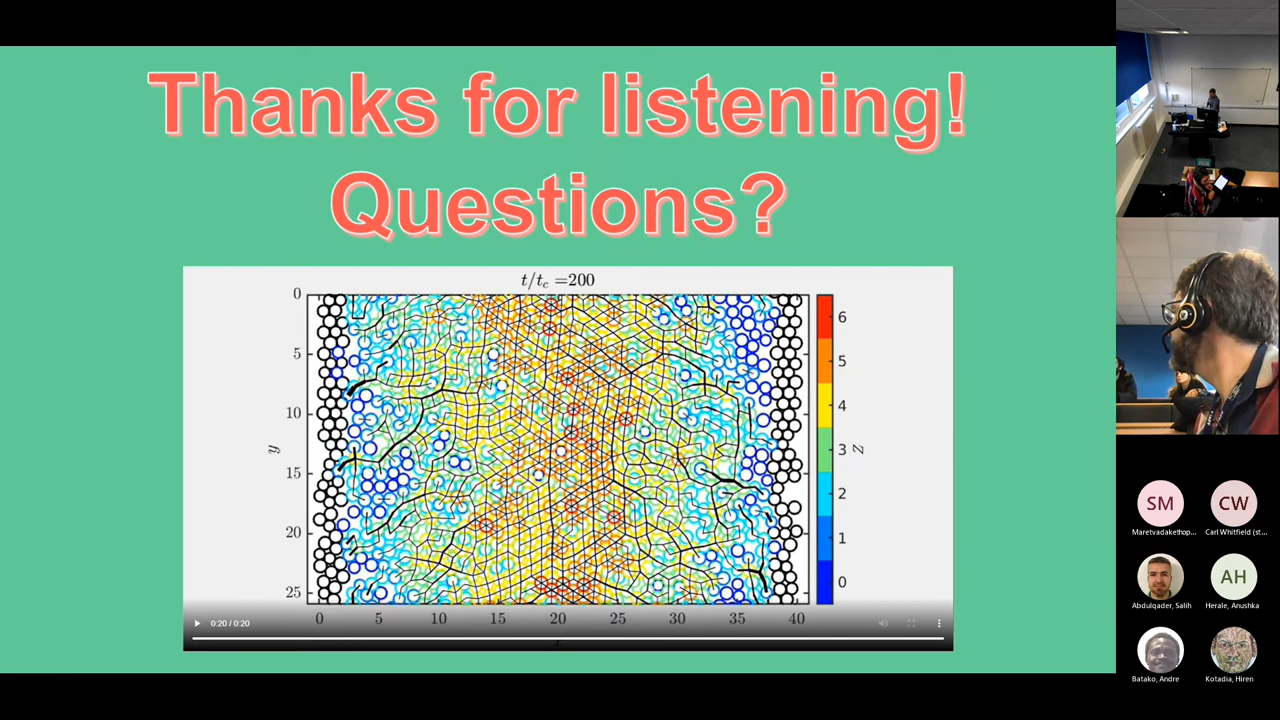 Thanks for listening!
Questions?
t/t_c =200
0
5
10
15
20
25
y
0 5 10 15 20 25 30 35 40
6
5
4
3
2
1
0
Z
0:20 / 0:20
SM CW
Maretvadakethop... Carl Whitfield (st...
AH
Abdulqader, Salih Herale, Anushka
Batako, Andre Kotadia, Hiren